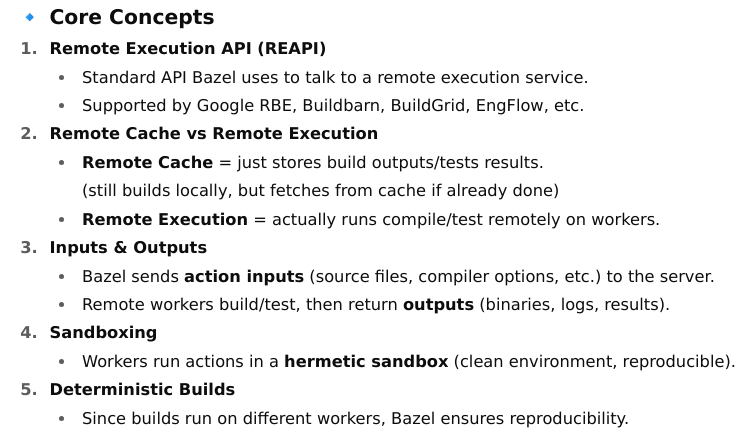 🔹 Core Concepts
1. Remote Execution API (REAPI)
• Standard API Bazel uses to talk to a remote execution service.
• Supported by Google RBE, Buildbarn, BuildGrid, EngFlow, etc.
2. Remote Cache vs Remote Execution
• Remote Cache = just stores build outputs/tests results.
(still builds locally, but fetches from cache if already done)
• Remote Execution = actually runs compile/test remotely on workers.
3. Inputs & Outputs
• Bazel sends action inputs (source files, compiler options, etc.) to the server.
• Remote workers build/test, then return outputs (binaries, logs, results).
4. Sandboxing
• Workers run actions in a hermetic sandbox (clean environment, reproducible).
5. Deterministic Builds
• Since builds run on different workers, Bazel ensures reproducibility.